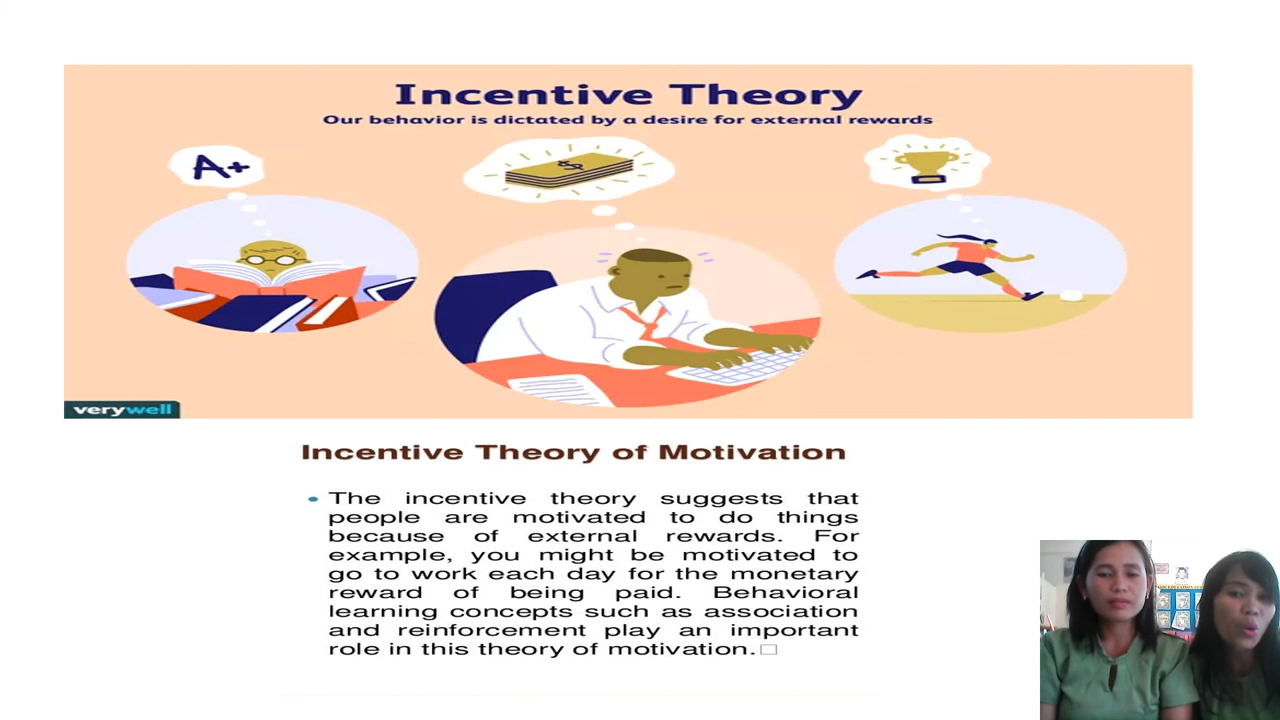 Incentive Theory
Our behavior is dictated by a desire for external rewards
A+
$
verywell
Incentive Theory of Motivation
• The incentive theory suggests that
people are motivated to do things
because of external rewards. For
example, you might be motivated to
go to work each day for the monetary
reward of being paid. Behavioral
learning concepts such as association
and reinforcement play an important
role in this theory of motivation.□